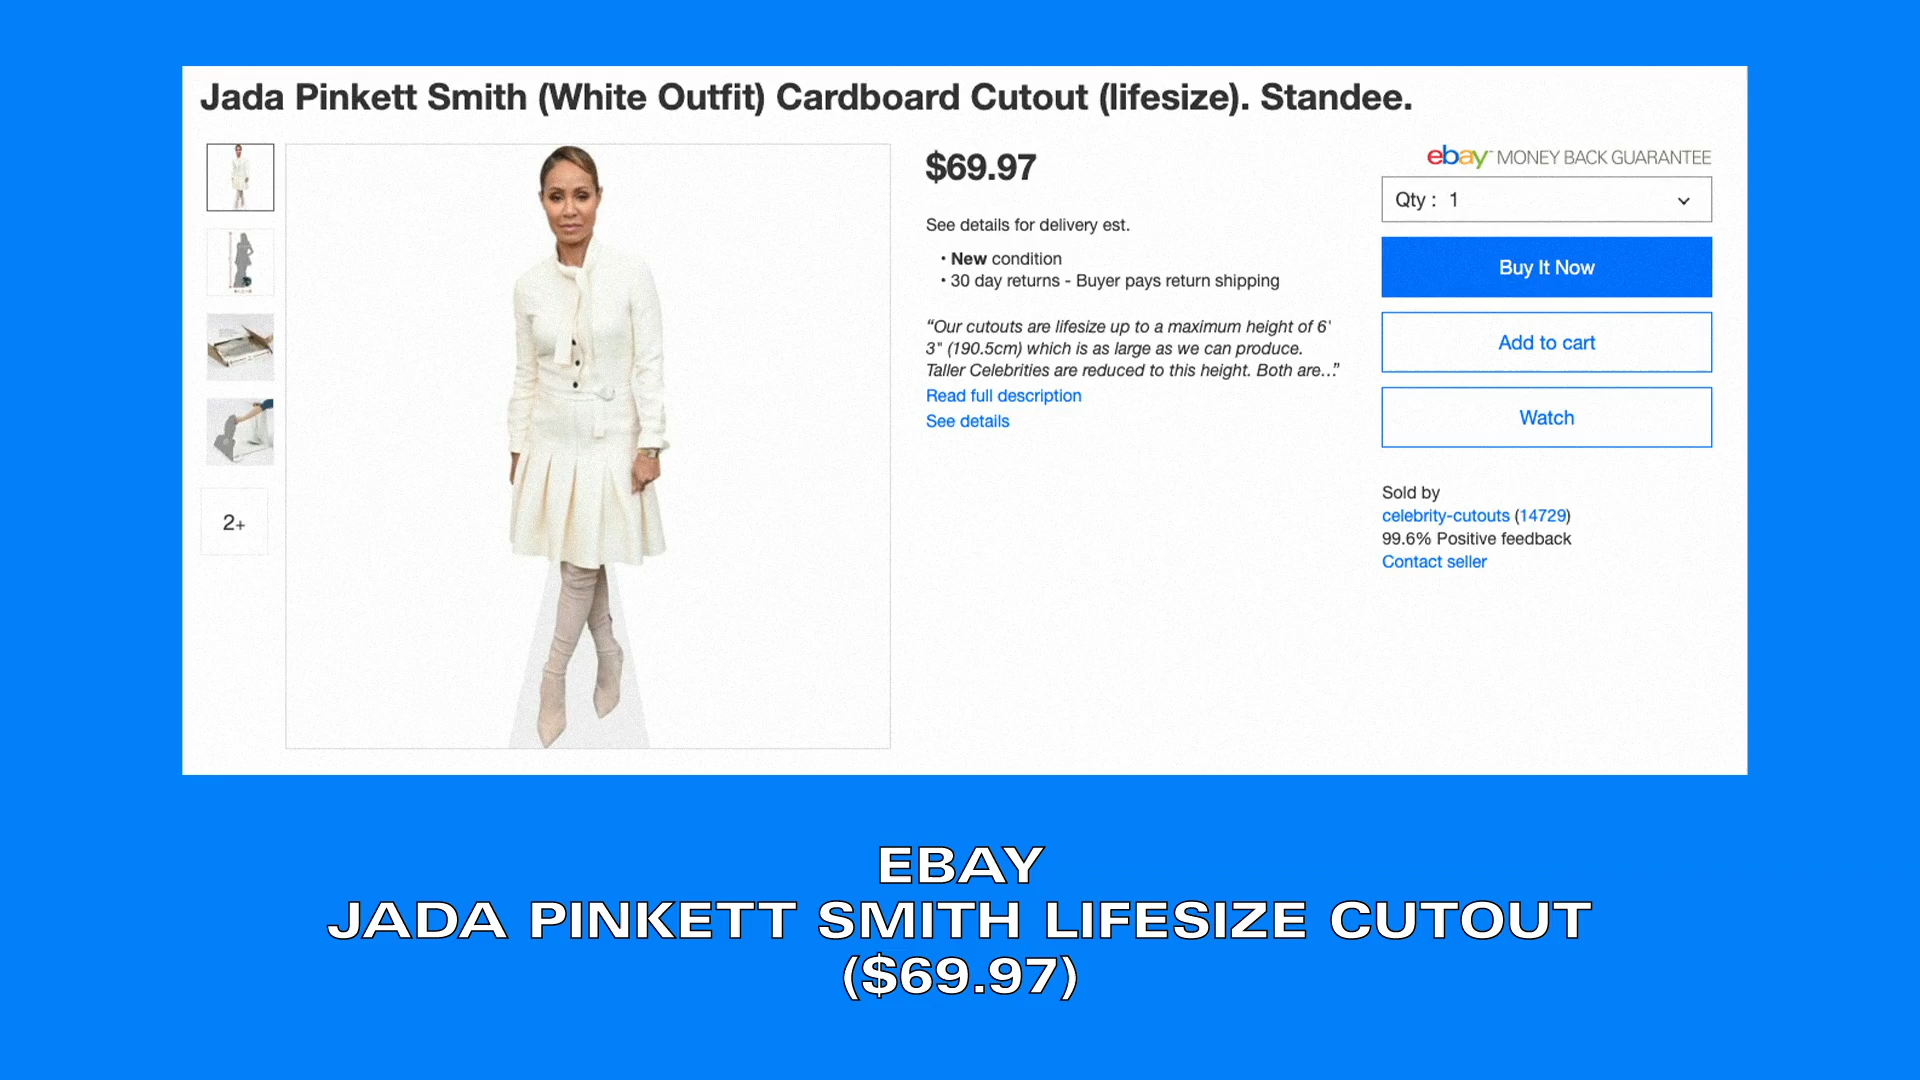 Jada Pinkett Smith (White Outfit) Cardboard Cutout (lifesize). Standee.
2+
$69.97
See details for delivery est.
• New condition
• 30 day returns - Buyer pays return shipping
“Our cutouts are lifesize up to a maximum height of 6'
3" (190.5cm) which is as large as we can produce.
Taller Celebrities are reduced to this height. Both are…”
Read full description
See details
ebay™ MONEY BACK GUARANTEE
Qty : 1
Buy It Now
Add to cart
Watch
Sold by
celebrity-cutouts (14729)
99.6% Positive feedback
Contact seller
EBAY
JADA PINKETT SMITH LIFESIZE CUTOUT
($69.97)